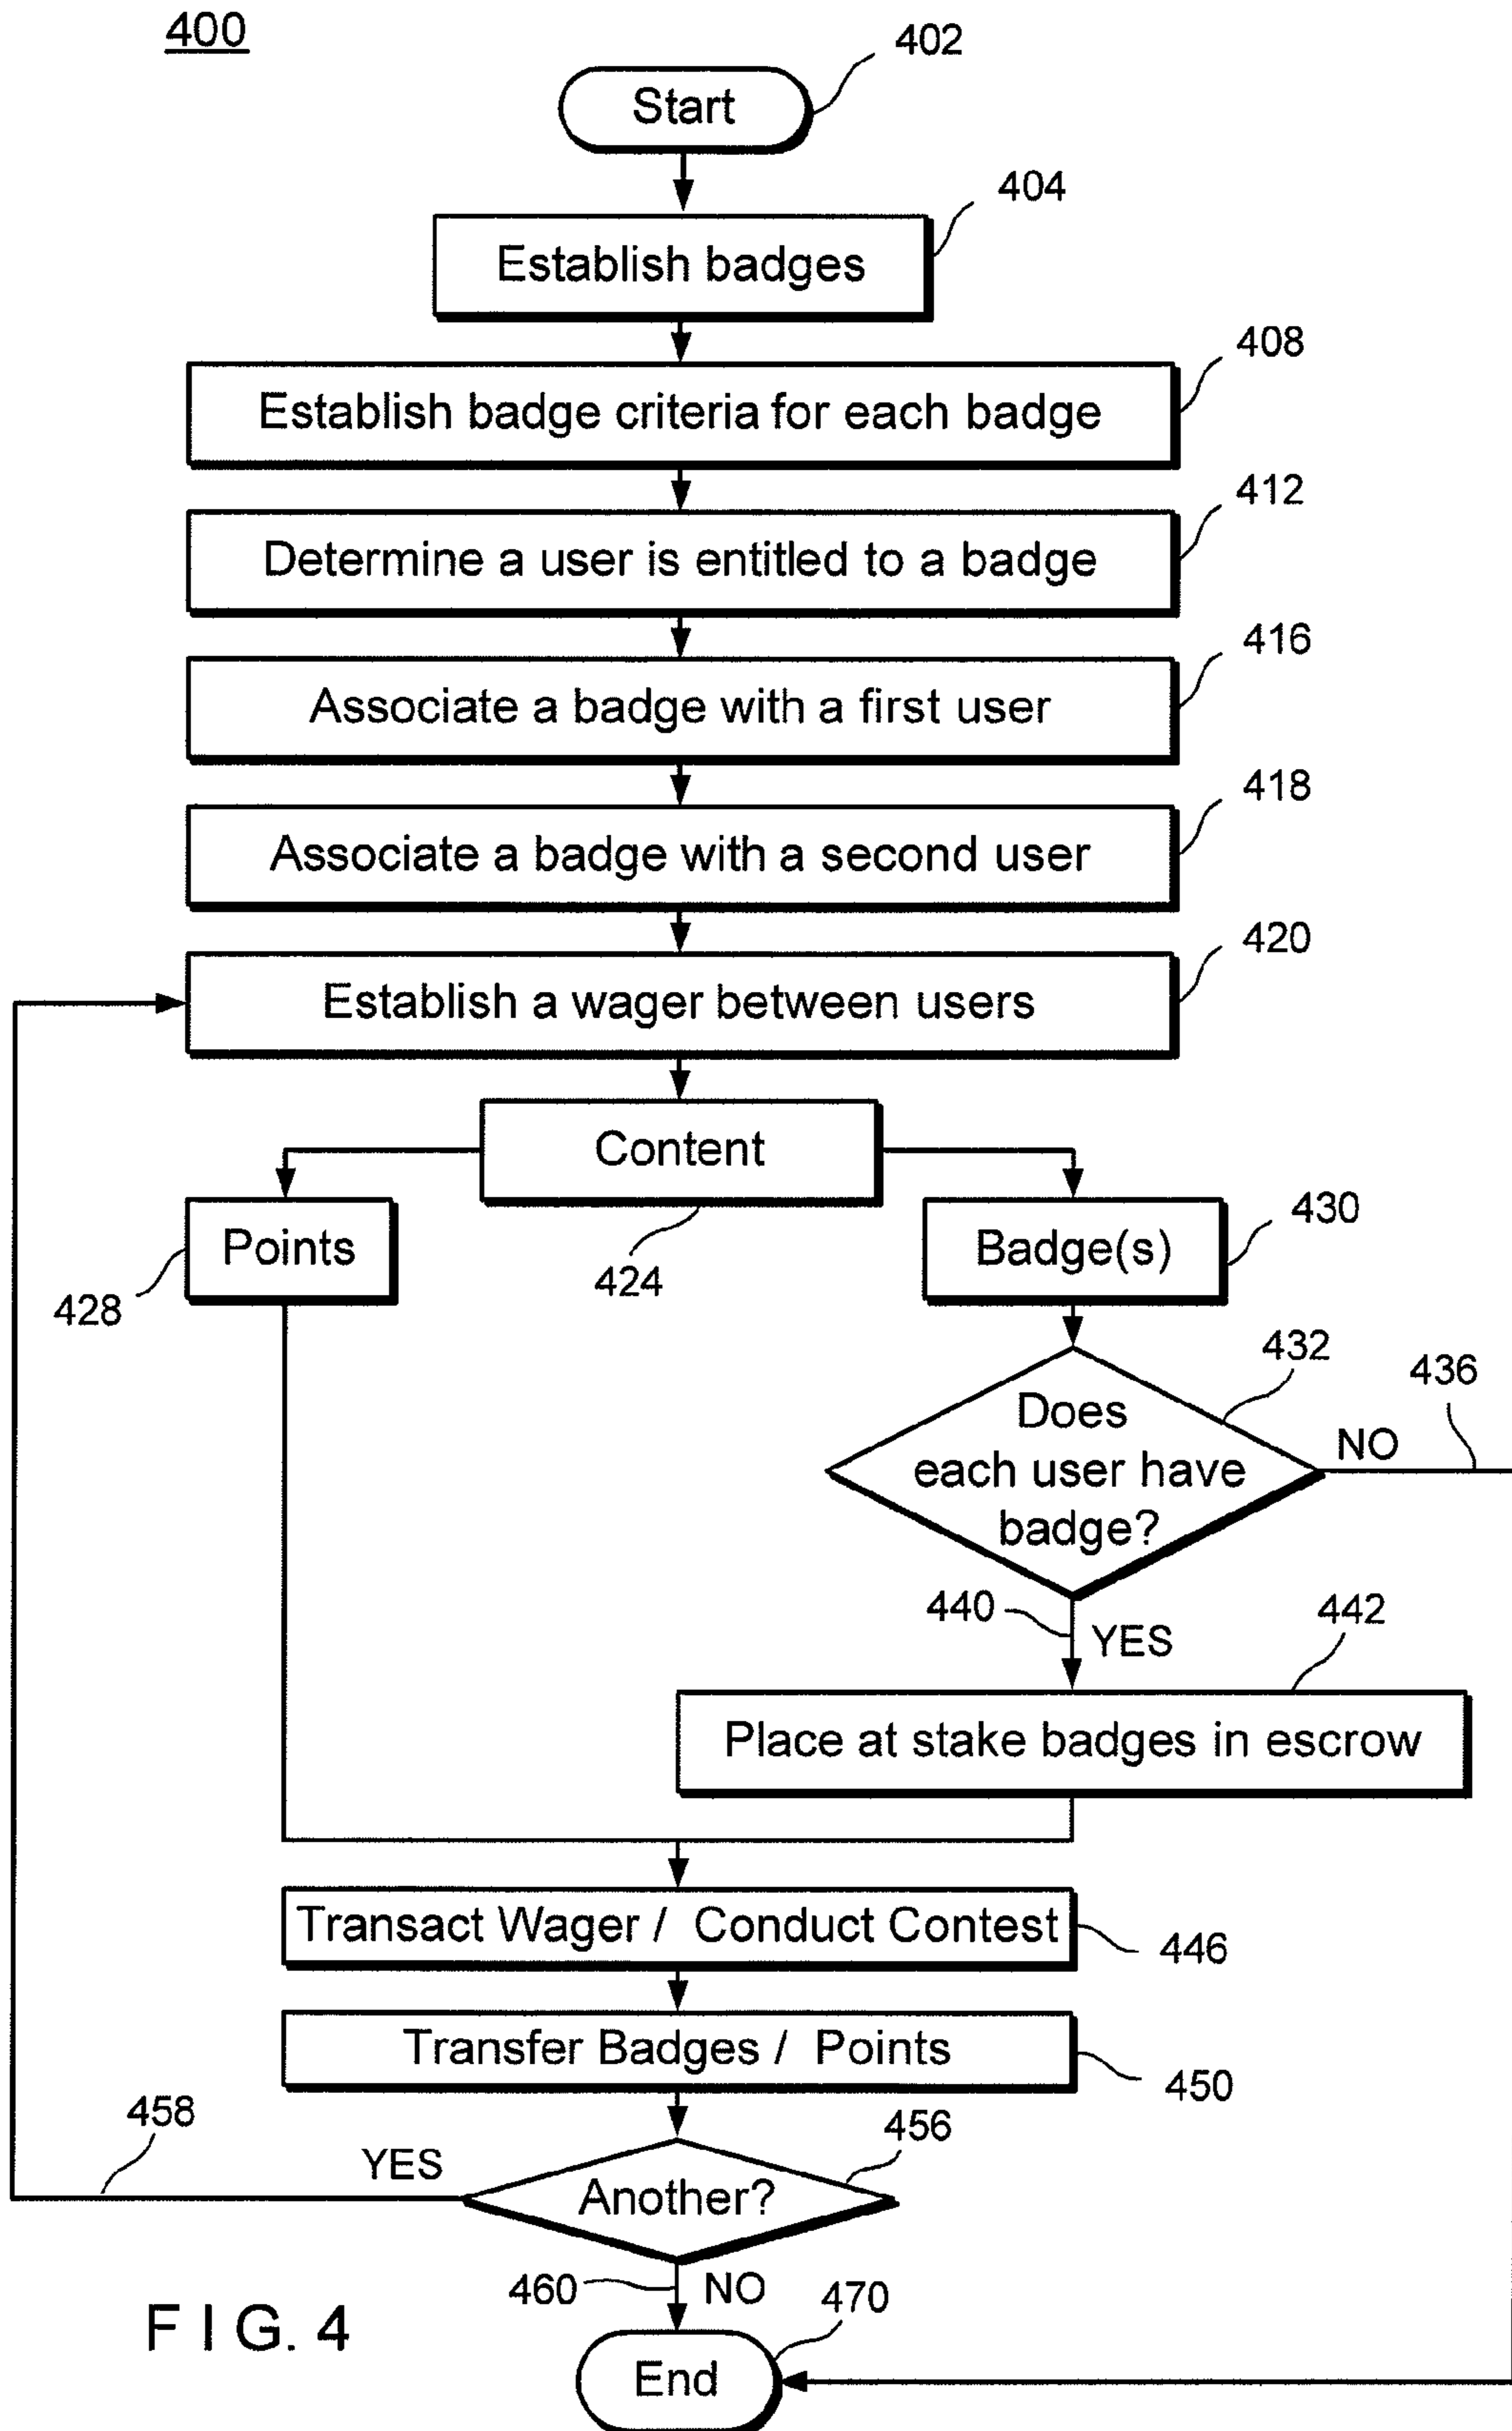 400
402
Start
404
Establish badges
408
Establish badge criteria for each badge
412
Determine a user is entitled to a badge
416
Associate a badge with a first user
418
Associate a badge with a second user
420
Establish a wager between users
Content
424
Points
428
Badge(s)
430
432
436
Does
each user have
badge?
NO
440
YES
442
Place at stake badges in escrow
Transact Wager / Conduct Contest
446
Transfer Badges / Points
450
458
YES
456
Another?
460
NO
470
End
FIG. 4